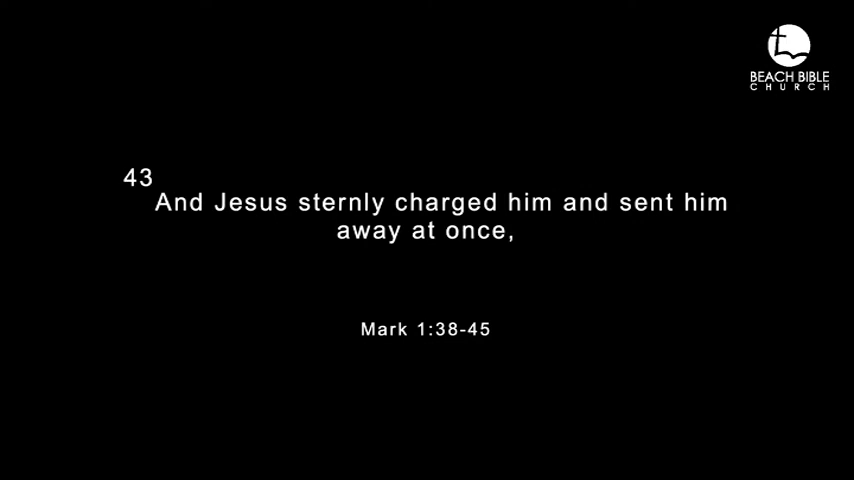 BEACH BIBLE
CHURCH
43
And Jesus sternly charged him and sent him
away at once,
Mark 1:38-45